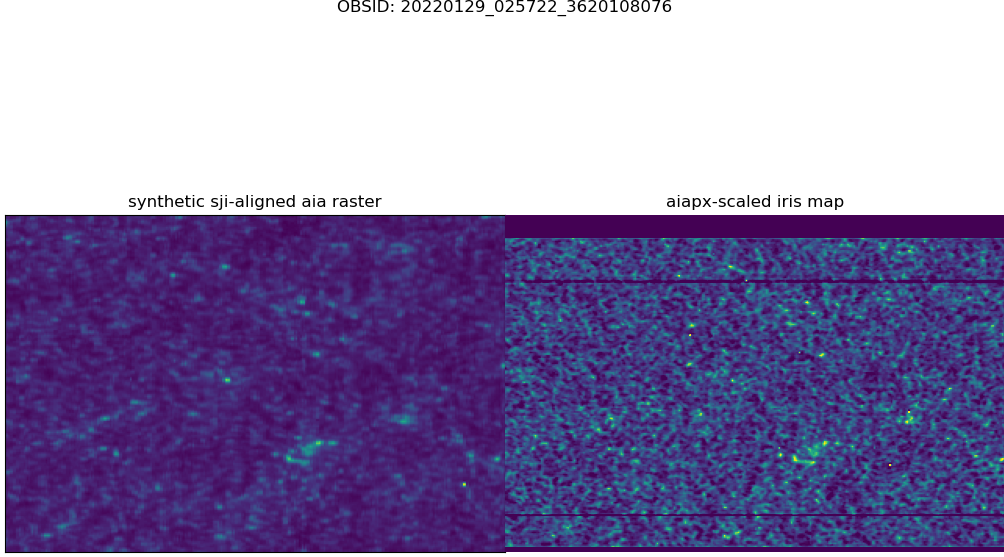 OBSID: 20220129_025722_3620108076
synthetic sji-aligned aia raster
aiapx-scaled iris map